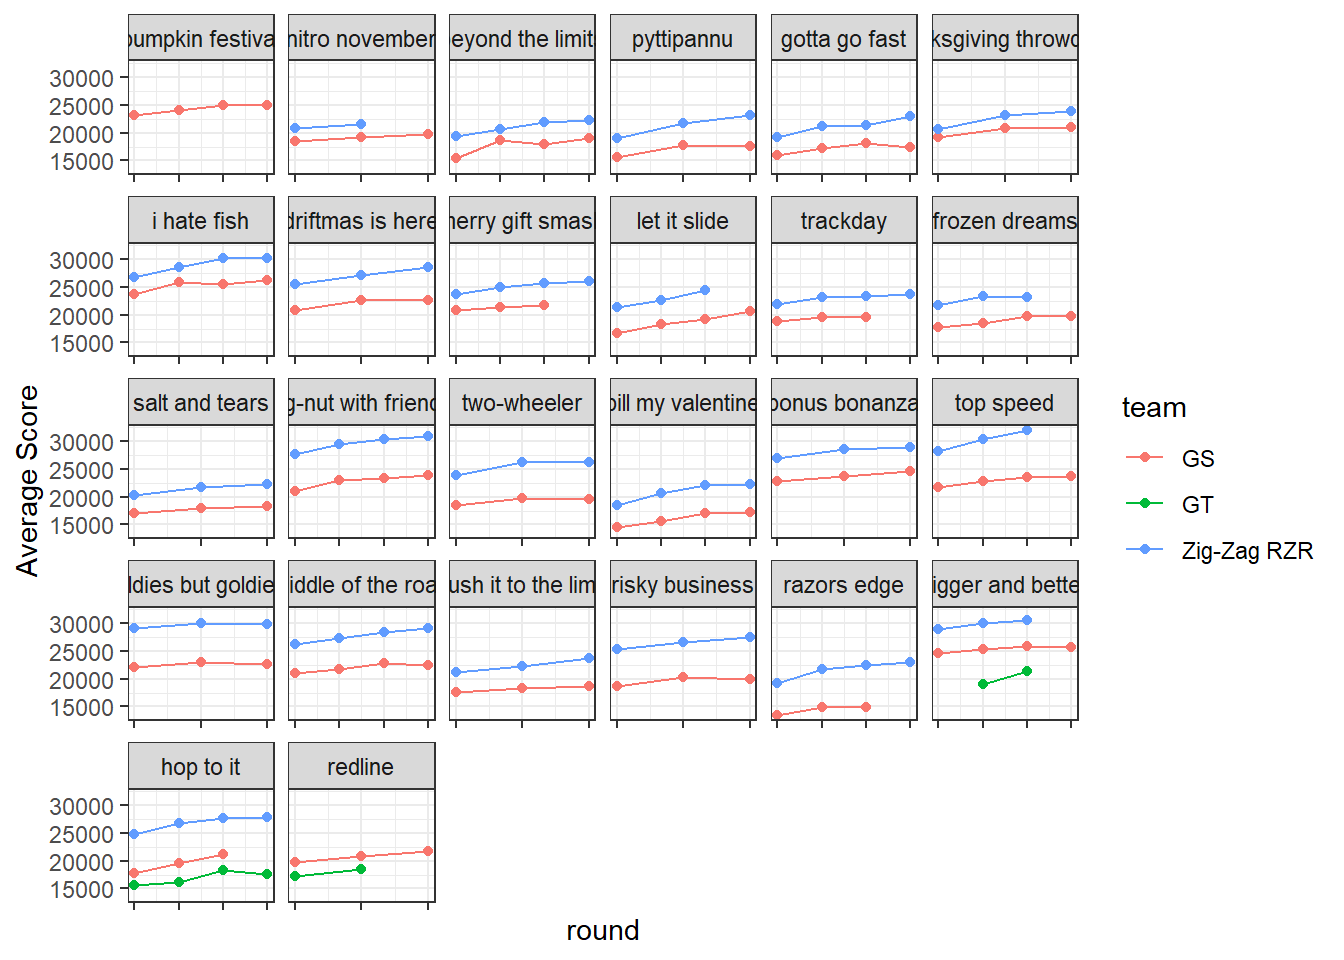 pumpkin festiva
nitro november
eyond the limit
pyttipannu
gotta go fast
ksgiving throwd
30000
25000
20000
15000
i hate fish
driftmas is here
herry gift smas
let it slide
trackday
frozen dreams
30000
25000
20000
15000
salt and tears
g-nut with friend
two-wheeler
bill my valentine
bonus bonanza
top speed
30000
25000
20000
15000
ldies but goldie
iddle of the roa
ush it to the lim
risky business
razors edge
igger and bette
30000
25000
20000
15000
hop to it
redline
30000
25000
20000
15000
Average Score
round
team
GS
GT
Zig-Zag RZR